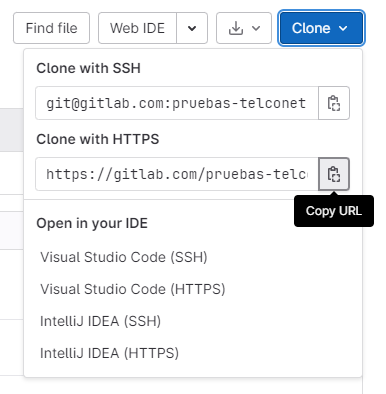 Find file
Web IDE
Clone
Clone with SSH
git@gitlab.com:pruebas-telconet
Clone with HTTPS
https://gitlab.com/pruebas-telc
Copy URL
Open in your IDE
Visual Studio Code (SSH)
Visual Studio Code (HTTPS)
IntelliJ IDEA (SSH)
IntelliJ IDEA (HTTPS)